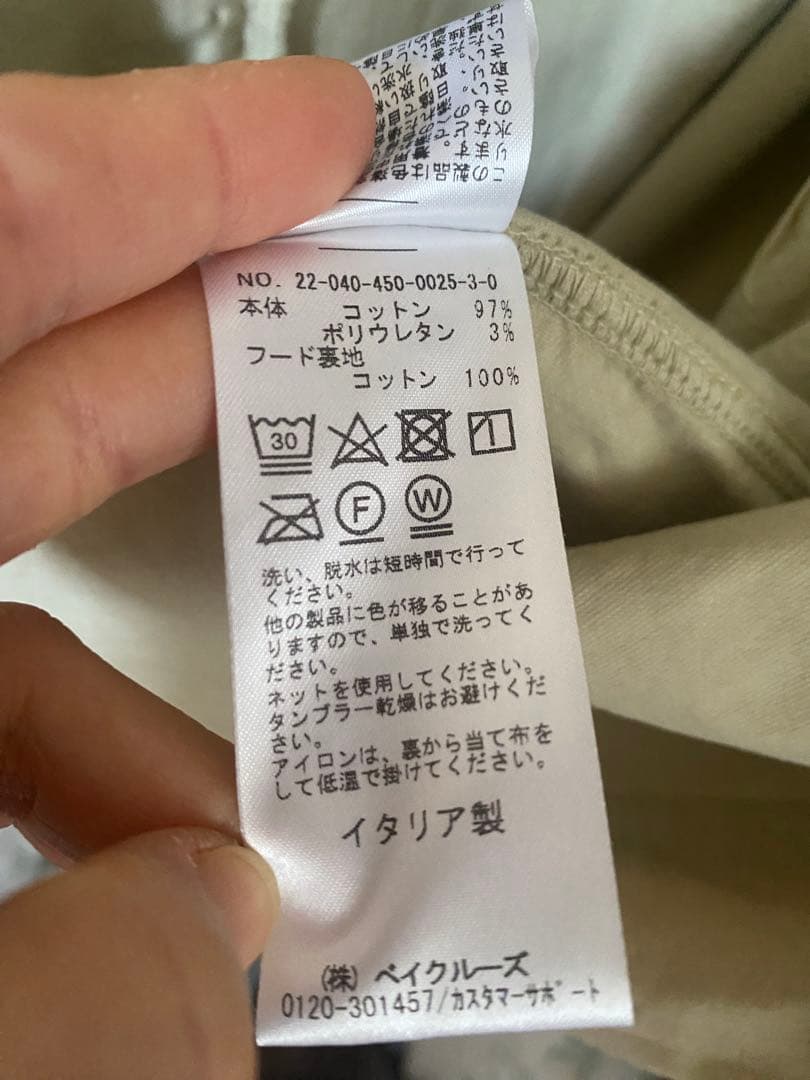 NO. 22-040-450-0025-3-0
本体 コットン 97%
ポリウレタン 3%
フード裏地
コットン 100%
30
F
W
洗い、脱水は短時間で行って
ください。
他の製品に色が移ることがあ
りますので、単独で洗ってく
ださい。
ネットを使用してください。
タンブラー乾燥はお避けくだ
さい。
アイロンは、裏から当て布を
して低温で掛けてください。
イタリア製
(株) ベイクルーズ
0120-301457/カスタマーサポート